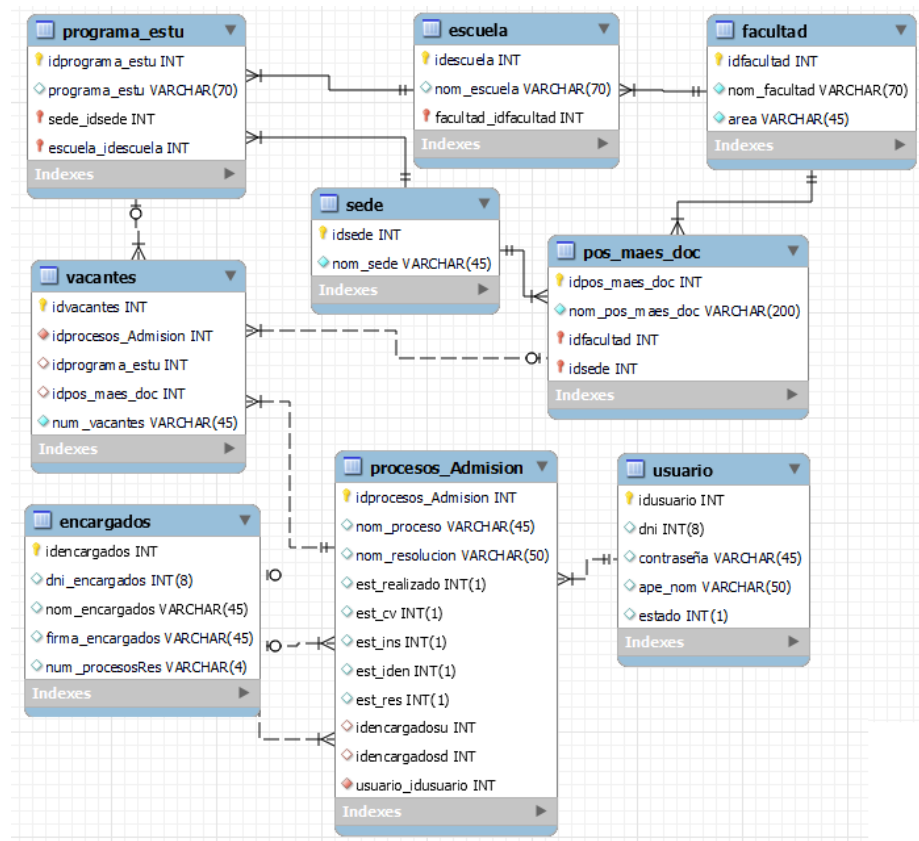 programa_estu
idprograma_estu INT
programa_estu VARCHAR(70)
sede_idsede INT
escuela_idescuela INT
Indexes
escuela
idescuela INT
nom_escuela VARCHAR(70)
facultad_idfacultad INT
Indexes
facultad
idfacultad INT
nom_facultad VARCHAR(70)
area VARCHAR(45)
Indexes
sede
idsede INT
nom_sede VARCHAR(45)
Indexes
pos_maes_doc
idpos_maes_doc INT
nom_pos_maes_doc VARCHAR(200)
idfacultad INT
idsede INT
Indexes
vacantes
idvacantes INT
idprocesos_Admision INT
idprograma_estu INT
idpos_maes_doc INT
num_vacantes VARCHAR(45)
Indexes
procesos_Admision
idprocesos_Admision INT
nom_proceso VARCHAR(45)
nom_resolucion VARCHAR(50)
est_realizado INT(1)
est_cv INT(1)
est_ins INT(1)
est_iden INT(1)
est_res INT(1)
idencargadosu INT
idencargadosd INT
usuario_idusuario INT
Indexes
usuario
idusuario INT
dni INT(8)
contraseña VARCHAR(45)
ape_nom VARCHAR(50)
estado INT(1)
Indexes
encargados
idencargados INT
dni_encargados INT(8)
nom_encargados VARCHAR(45)
firma_encargados VARCHAR(45)
num_procesosRes VARCHAR(4)
Indexes